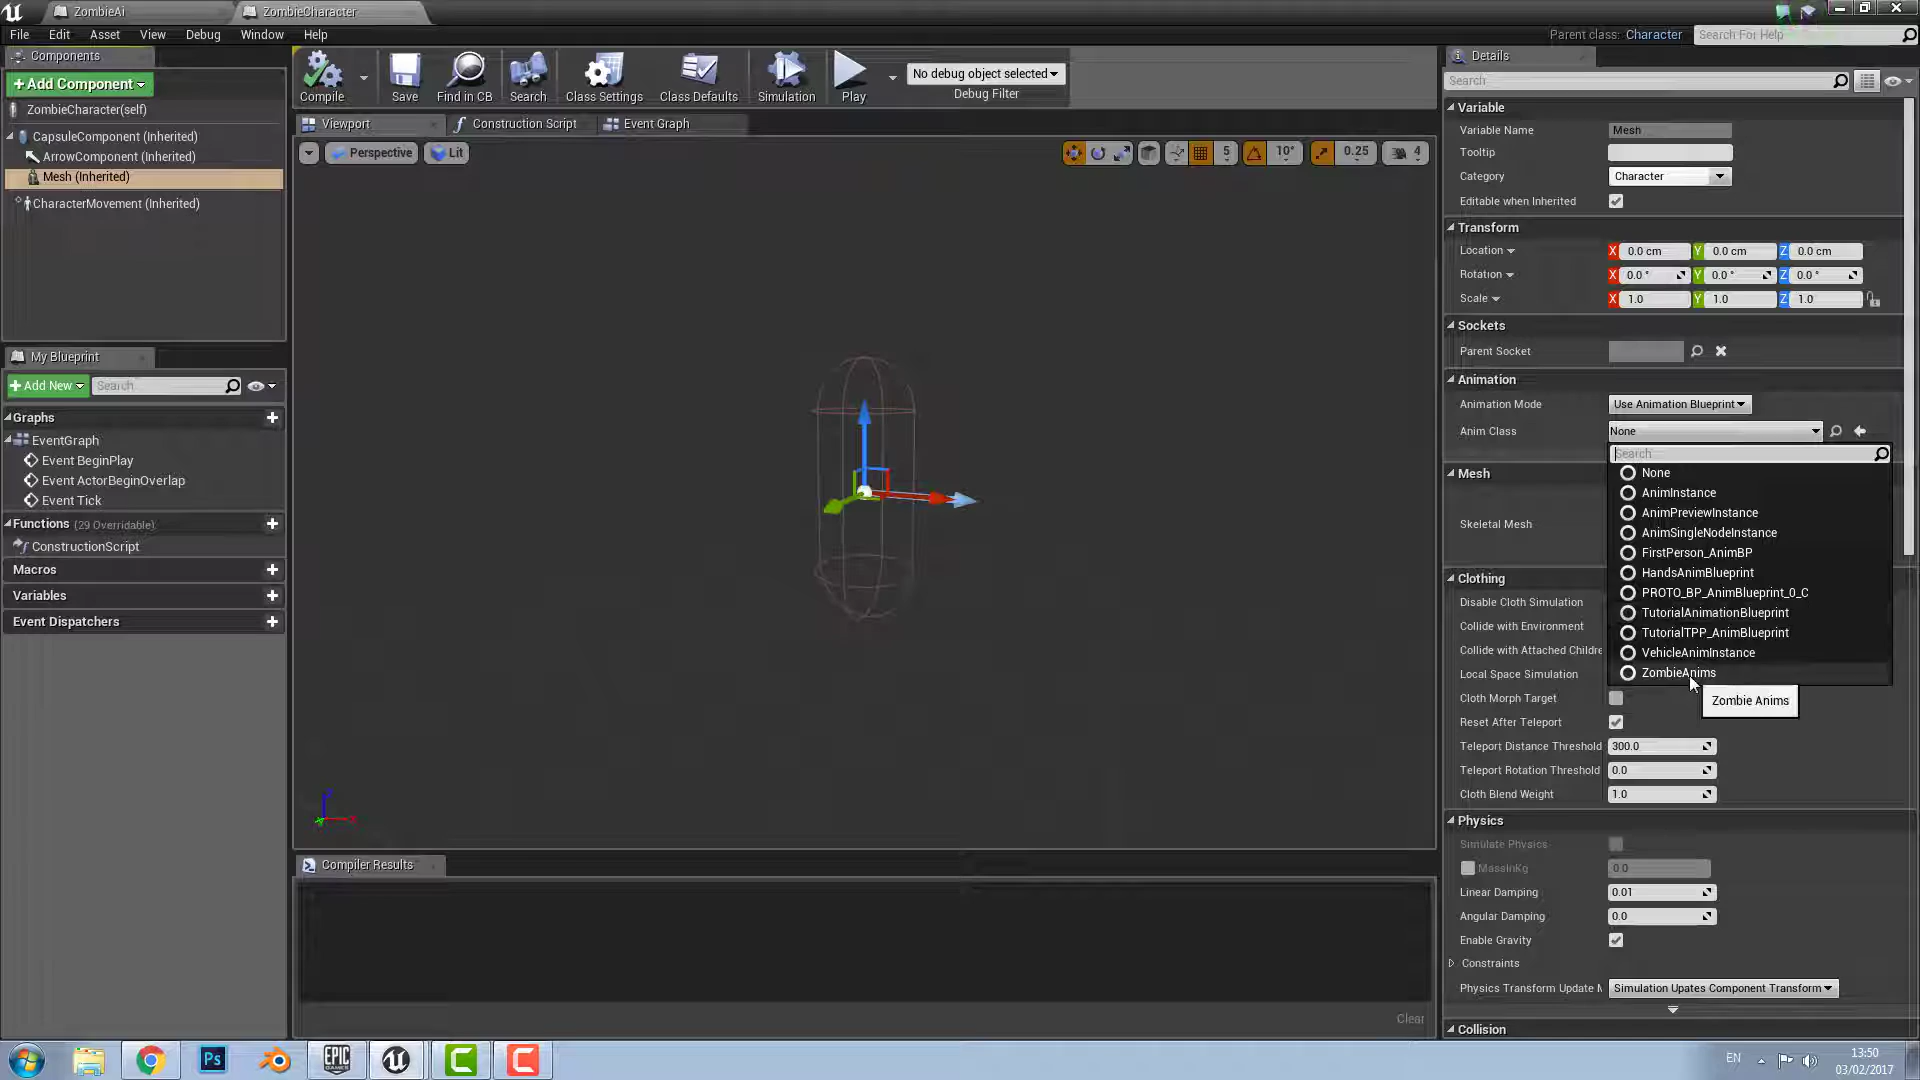 ZombieAi
ZombieCharacter
File Edit Asset View Debug Window Help
Parent class: Character
Search For Help
Components
+Add Component
ZombieCharacter(self)
CapsuleComponent (Inherited)
ArrowComponent (Inherited)
Mesh (Inherited)
CharacterMovement (Inherited)
My Blueprint
+Add New
Search
Graphs
EventGraph
Event BeginPlay
Event ActorBeginOverlap
Event Tick
Functions (29 Overridable)
ConstructionScript
Macros
Variables
Event Dispatchers
Compile
Save
Find in CB
Search
Class Settings
Class Defaults
Simulation
Play
No debug object selected
Debug Filter
Viewport
Construction Script
Event Graph
Perspective
Lit
5
10°
0.25
4
Compiler Results
Clear
Details
Search
Variable
Variable Name Mesh
Tooltip
Category Character
Editable when Inherited
Transform
Location X 0.0 cm Y 0.0 cm Z 0.0 cm
Rotation X 0.0 ° Y 0.0 ° Z 0.0 °
Scale X 1.0 Y 1.0 Z 1.0
Sockets
Parent Socket
Animation
Animation Mode Use Animation Blueprint
Anim Class None
Search
None
AnimInstance
AnimPreviewInstance
AnimSingleNodeInstance
FirstPerson_AnimBP
HandsAnimBlueprint
PROTO_BP_AnimBlueprint_0_C
TutorialAnimationBlueprint
TutorialTPP_AnimBlueprint
VehicleAnimInstance
ZombieAnims
Zombie Anims
Mesh
Skeletal Mesh
Clothing
Disable Cloth Simulation
Collide with Environment
Collide with Attached Childre
Local Space Simulation
Cloth Morph Target
Reset After Teleport
Teleport Distance Threshold 300.0
Teleport Rotation Threshold 0.0
Cloth Blend Weight 1.0
Physics
Simulate Physics
MassInKg 0.0
Linear Damping 0.01
Angular Damping 0.0
Enable Gravity
Constraints
Physics Transform Update M Simulation Upates Component Transform
Collision
Ps
EPIC GAMES
EN
13:50
03/02/2017